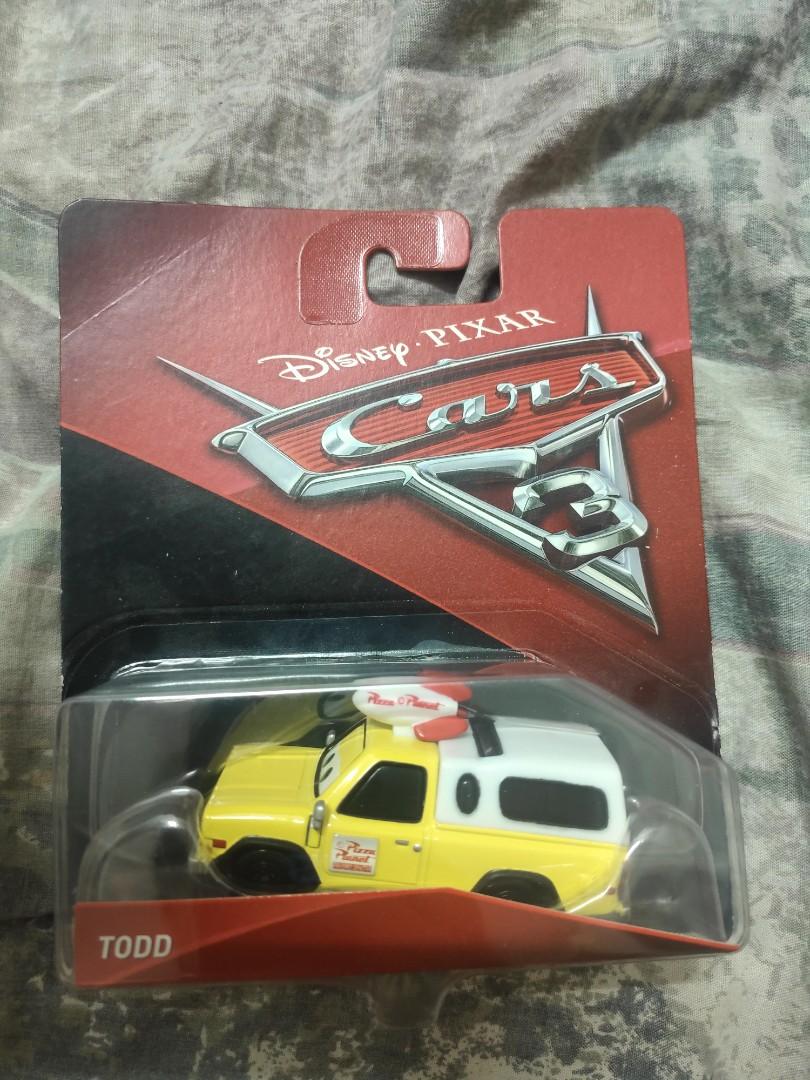 Disney · PIXAR
Cars
3
Pizza Planet
Pizza
Planet
TODD